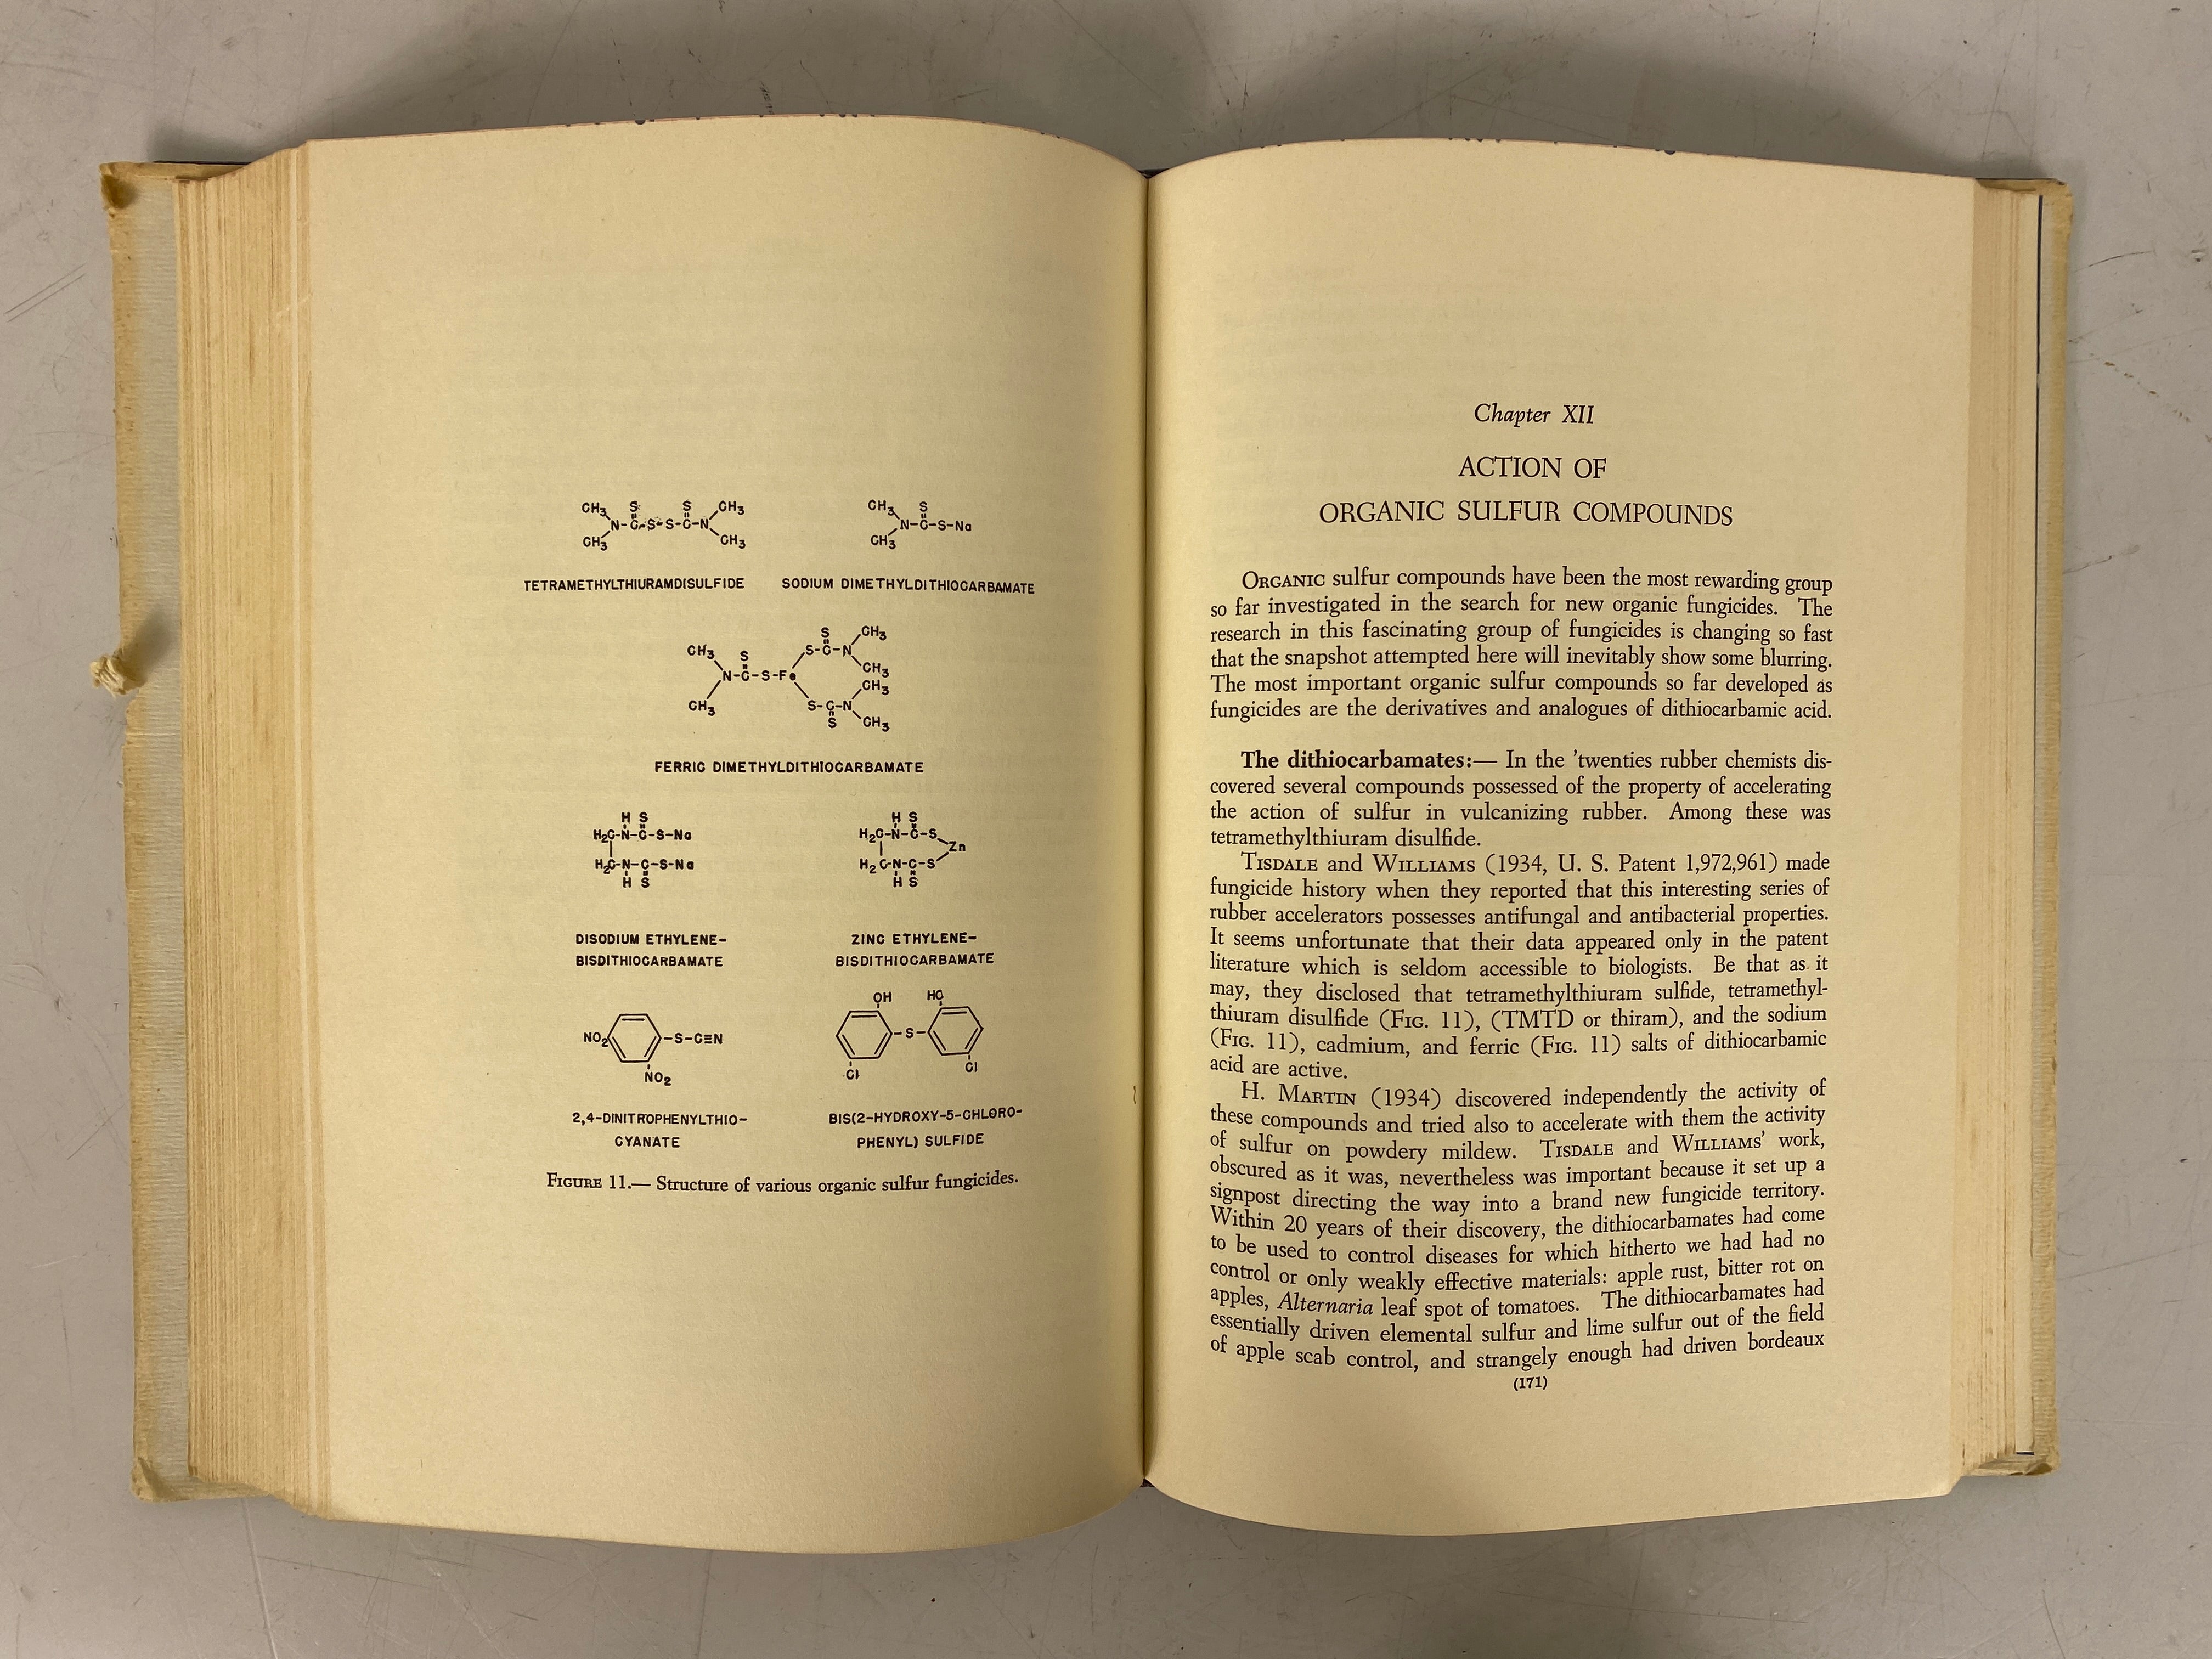 CH3 S S CH3
N-C-S-S-C-N
CH3 CH3
CH3 S
N-C-S-Na
CH3
TETRAMETHYLTHIURAMDISULFIDE SODIUM DIMETHYLDITHIOCARBAMATE
S CH3
CH3 S S-C-N
N-C-S-Fe CH3
CH3
CH3 S-C-N
S CH3
FERRIC DIMETHYLDITHIOCARBAMATE
H S
H2C-N-C-S-Na
H2C-N-C-S-Na
H S
H S
H2C-N-C-S
Zn
H2C-N-C-S
H S
DISODIUM ETHYLENE-
BISDITHIOCARBAMATE
ZINC ETHYLENE-
BISDITHIOCARBAMATE
NO2 -S-C≡N
NO2
OH HO
-S-
Cl Cl
2,4-DINITROPHENYLTHIO-
CYANATE
BIS(2-HYDROXY-5-CHLORO-
PHENYL) SULFIDE
FIGURE 11.— Structure of various organic sulfur fungicides.
Chapter XII
ACTION OF
ORGANIC SULFUR COMPOUNDS
ORGANIC sulfur compounds have been the most rewarding group
so far investigated in the search for new organic fungicides. The
research in this fascinating group of fungicides is changing so fast
that the snapshot attempted here will inevitably show some blurring.
The most important organic sulfur compounds so far developed as
fungicides are the derivatives and analogues of dithiocarbamic acid.
The dithiocarbamates:— In the 'twenties rubber chemists dis-
covered several compounds possessed of the property of accelerating
the action of sulfur in vulcanizing rubber. Among these was
tetramethylthiuram disulfide.
TISDALE and WILLIAMS (1934, U. S. Patent 1,972,961) made
fungicide history when they reported that this interesting series of
rubber accelerators possesses antifungal and antibacterial properties.
It seems unfortunate that their data appeared only in the patent
literature which is seldom accessible to biologists. Be that as it
may, they disclosed that tetramethylthiuram sulfide, tetramethyl-
thiuram disulfide (FIG. 11), (TMTD or thiram), and the sodium
(FIG. 11), cadmium, and ferric (FIG. 11) salts of dithiocarbamic
acid are active.
H. MARTIN (1934) discovered independently the activity of
these compounds and tried also to accelerate with them the activity
of sulfur on powdery mildew. TISDALE and WILLIAMS' work,
obscured as it was, nevertheless was important because it set up a
signpost directing the way into a brand new fungicide territory.
Within 20 years of their discovery, the dithiocarbamates had come
to be used to control diseases for which hitherto we had had no
control or only weakly effective materials: apple rust, bitter rot on
apples, Alternaria leaf spot of tomatoes. The dithiocarbamates had
essentially driven elemental sulfur and lime sulfur out of the field
of apple scab control, and strangely enough had driven bordeaux
(171)